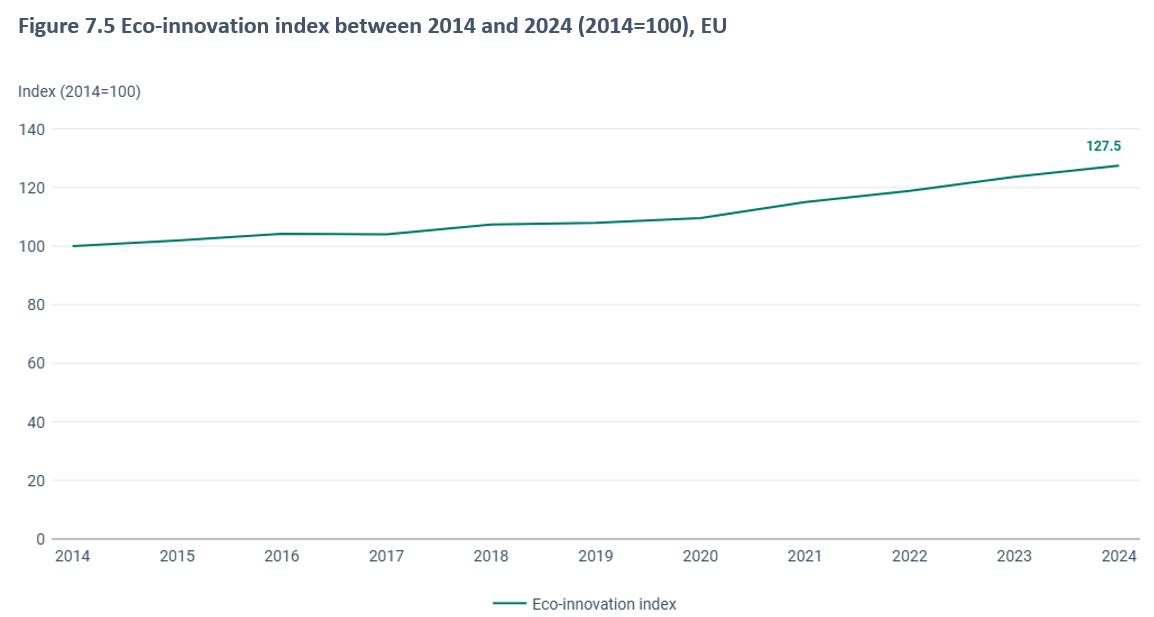 Figure 7.5 Eco-innovation index between 2014 and 2024 (2014=100), EU
Index (2014=100)
140
127.5
120
100
80
60
40
20
0
2014 2015 2016 2017 2018 2019 2020 2021 2022 2023 2024
Eco-innovation index